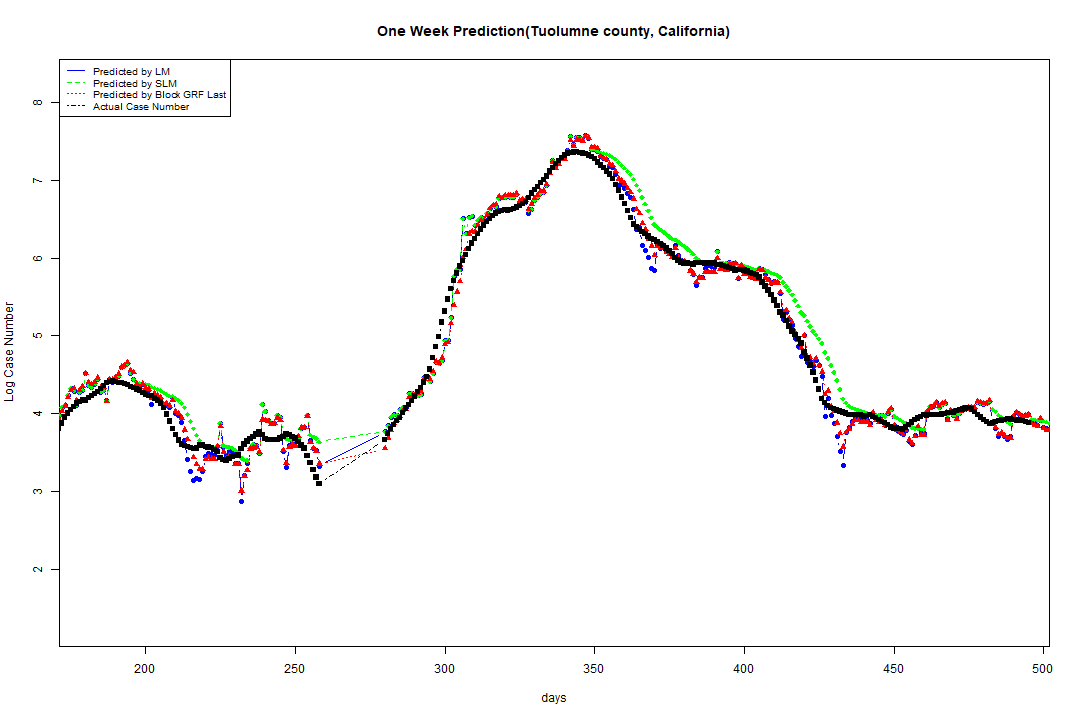 One Week Prediction(Tuolumne county, California)
Predicted by LM
Predicted by SLM
Predicted by Block GRF Last
Actual Case Number
Log Case Number
8
7
6
5
4
3
2
200 250 300 350 400 450 500
days